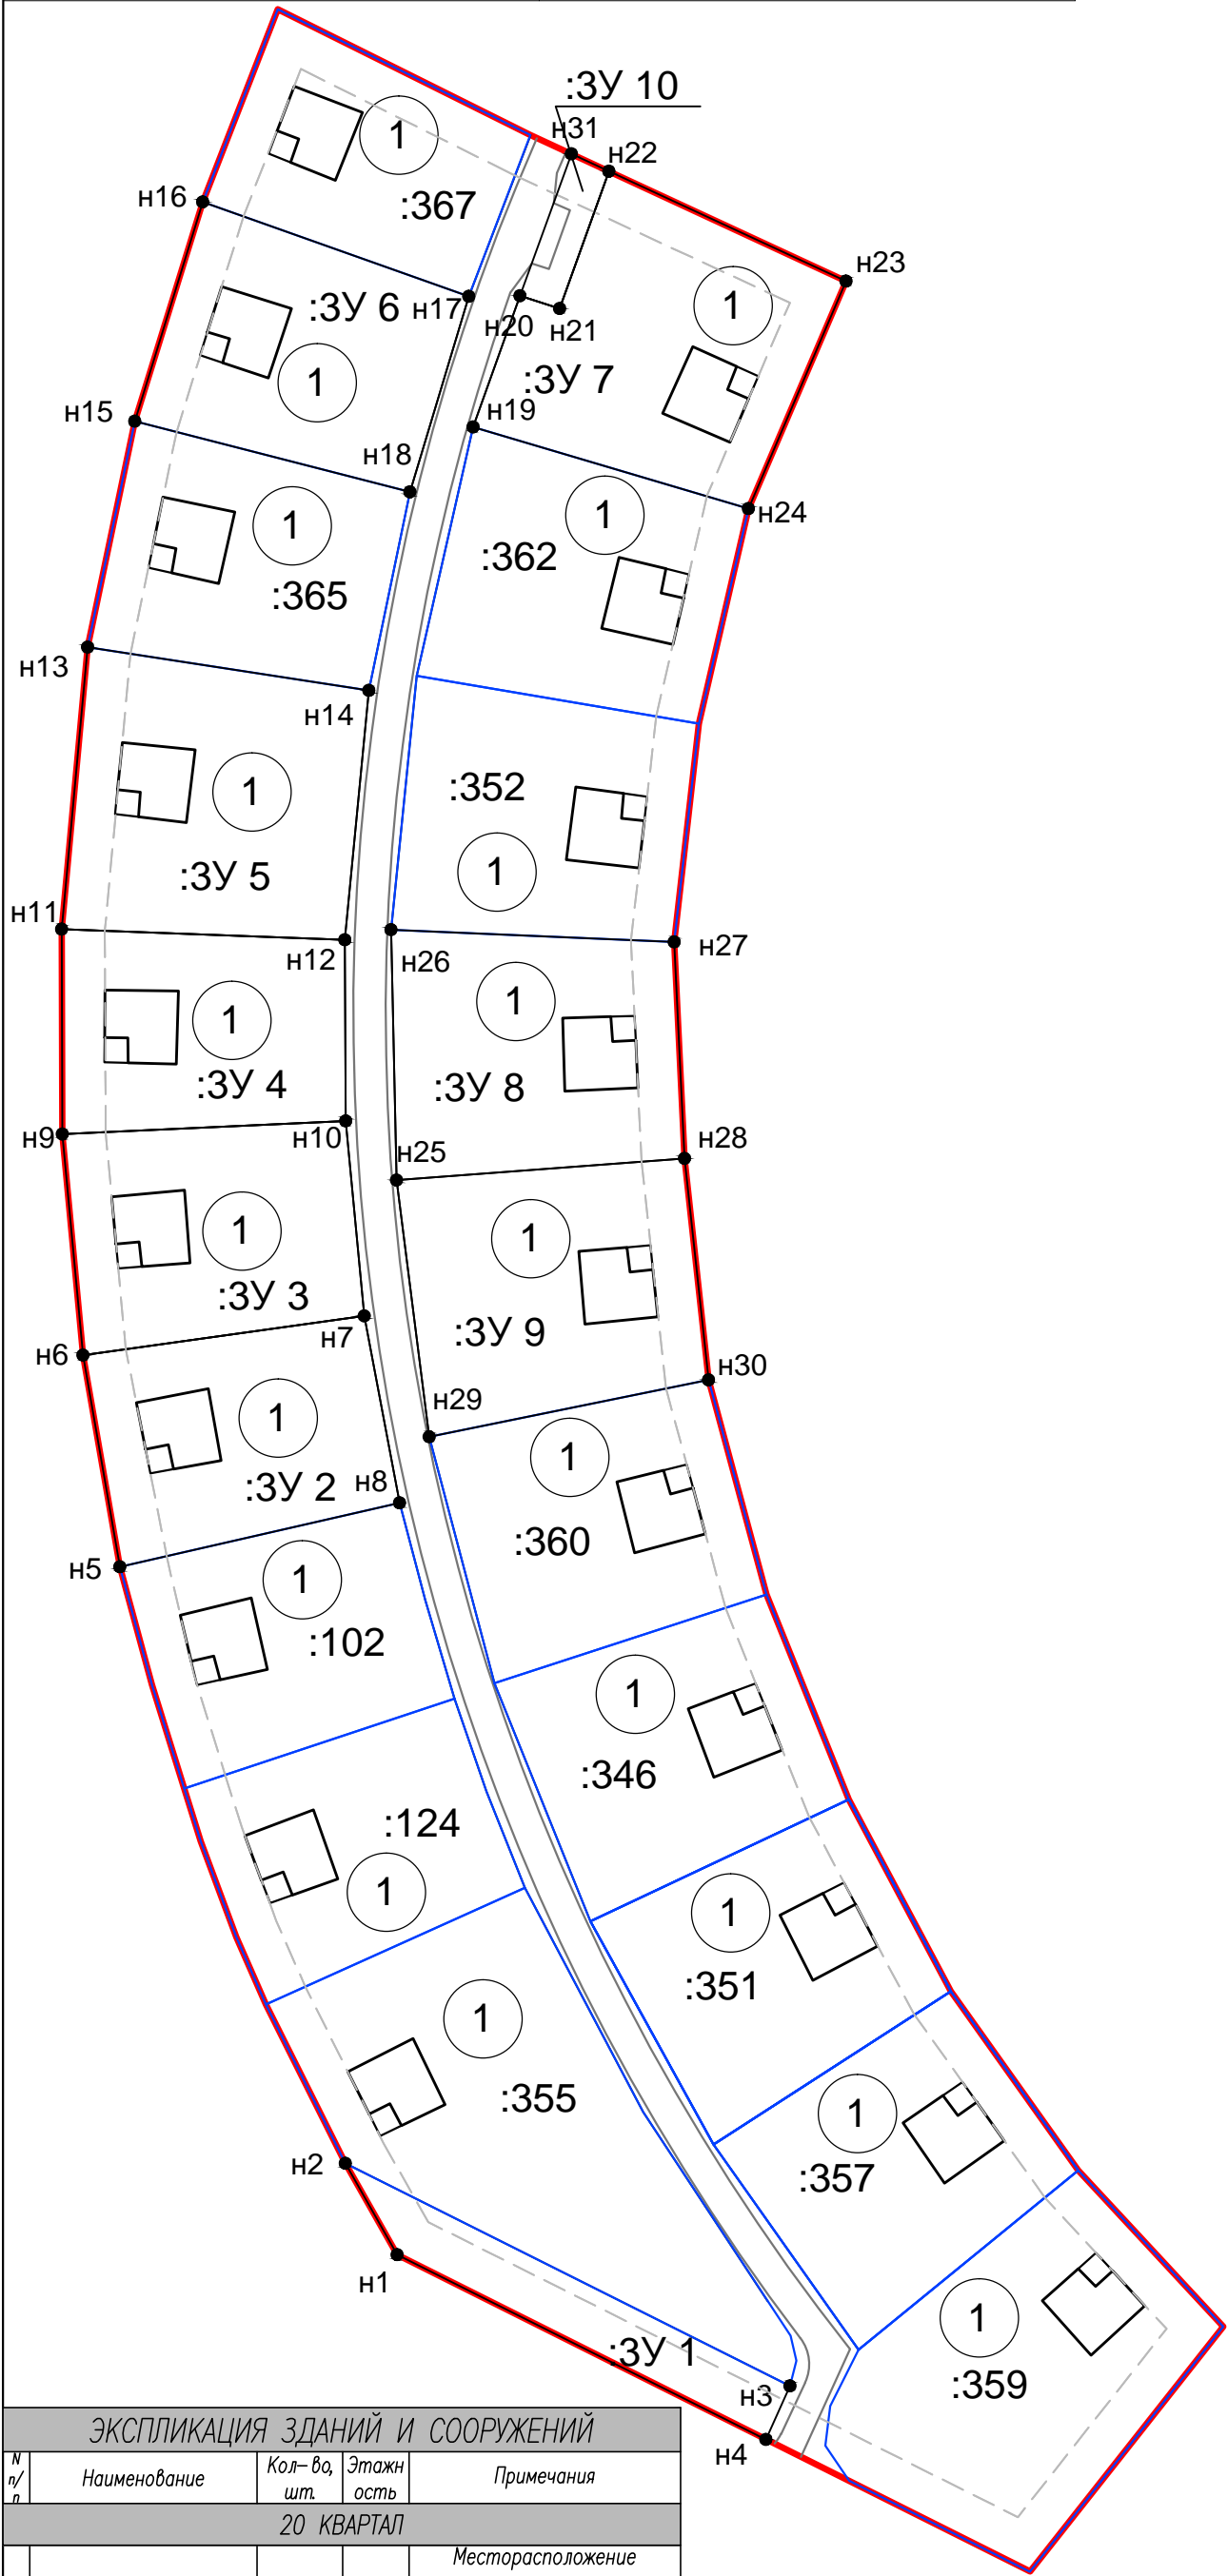 :ЗУ 10
н31
н22
1
:367
н16
н23
1
:ЗУ 6
н17
н20
н21
1
:ЗУ 7
н15
н19
н18
1
1
н24
:362
:365
н13
н14
:352
1
1
:ЗУ 5
н11
н12
н26
н27
1
1
:ЗУ 4
:ЗУ 8
н9
н10
н25
н28
1
1
:ЗУ 3
н7
:ЗУ 9
н6
н30
н29
1
1
:ЗУ 2
н8
:360
н5
1
:102
1
:346
:124
1
1
:351
1
:355
1
н2
:357
н1
1
:ЗУ 1
:359
н3
н4
ЭКСПЛИКАЦИЯ ЗДАНИЙ И СООРУЖЕНИЙ
N п/п
Наименование
Кол-во, шт.
Этажность
Примечания
20 КВАРТАЛ
Месторасположение